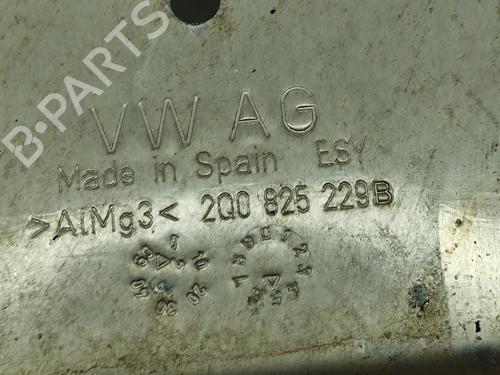 B-PARTS
VW AG
Made in Spain ESY
>AlMg3< 2Q0 825 229B